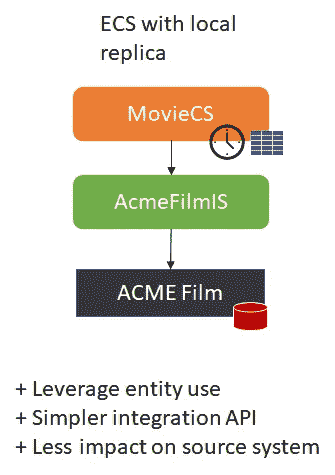 ECS with local
replica
MovieCS
AcmeFilmIS
ACME Film
+ Leverage entity use
+ Simpler integration API
+ Less impact on source system